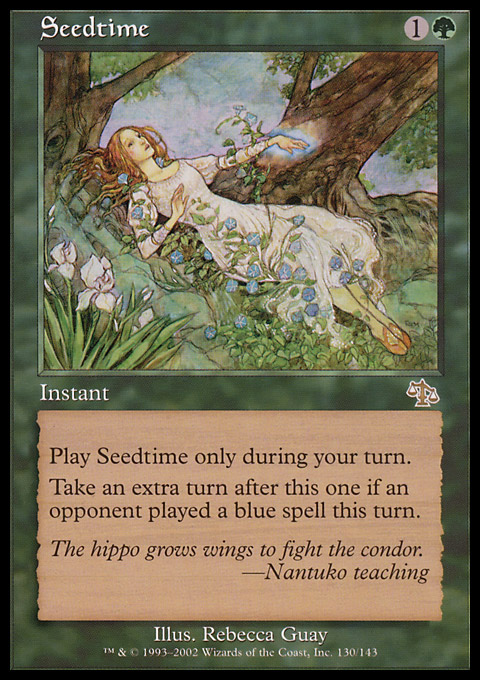 Seedtime 1
Instant
Play Seedtime only during your turn.
Take an extra turn after this one if an
opponent played a blue spell this turn.
The hippo grows wings to fight the condor.
—Nantuko teaching
Illus. Rebecca Guay
™ & © 1993–2002 Wizards of the Coast, Inc. 130/143